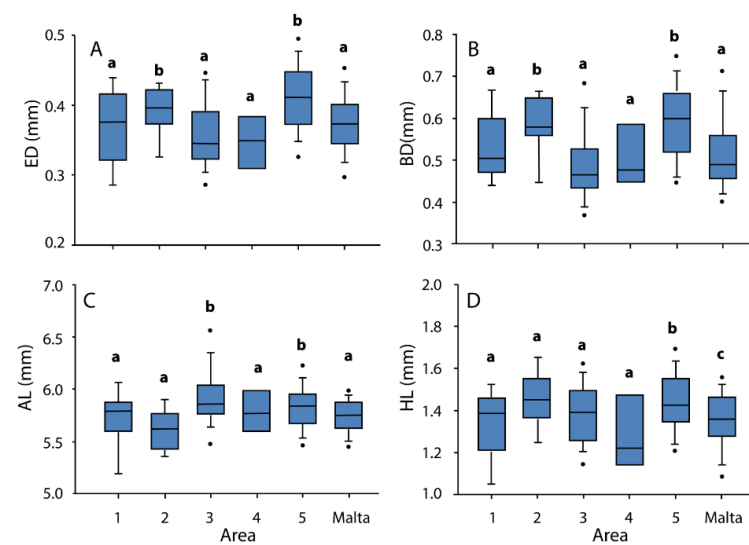 A
ED (mm)
0.5
0.4
0.3
0.2
a
b
a
a
b
a
B
BD(mm)
0.8
0.7
0.6
0.5
0.4
0.3
a
b
a
a
b
a
C
AL (mm)
7.0
6.5
6.0
5.5
5.0
a
a
b
a
b
a
1 2 3 4 5 Malta
Area
D
HL (mm)
2.0
1.8
1.6
1.4
1.2
1.0
a
a
a
a
b
c
1 2 3 4 5 Malta
Area